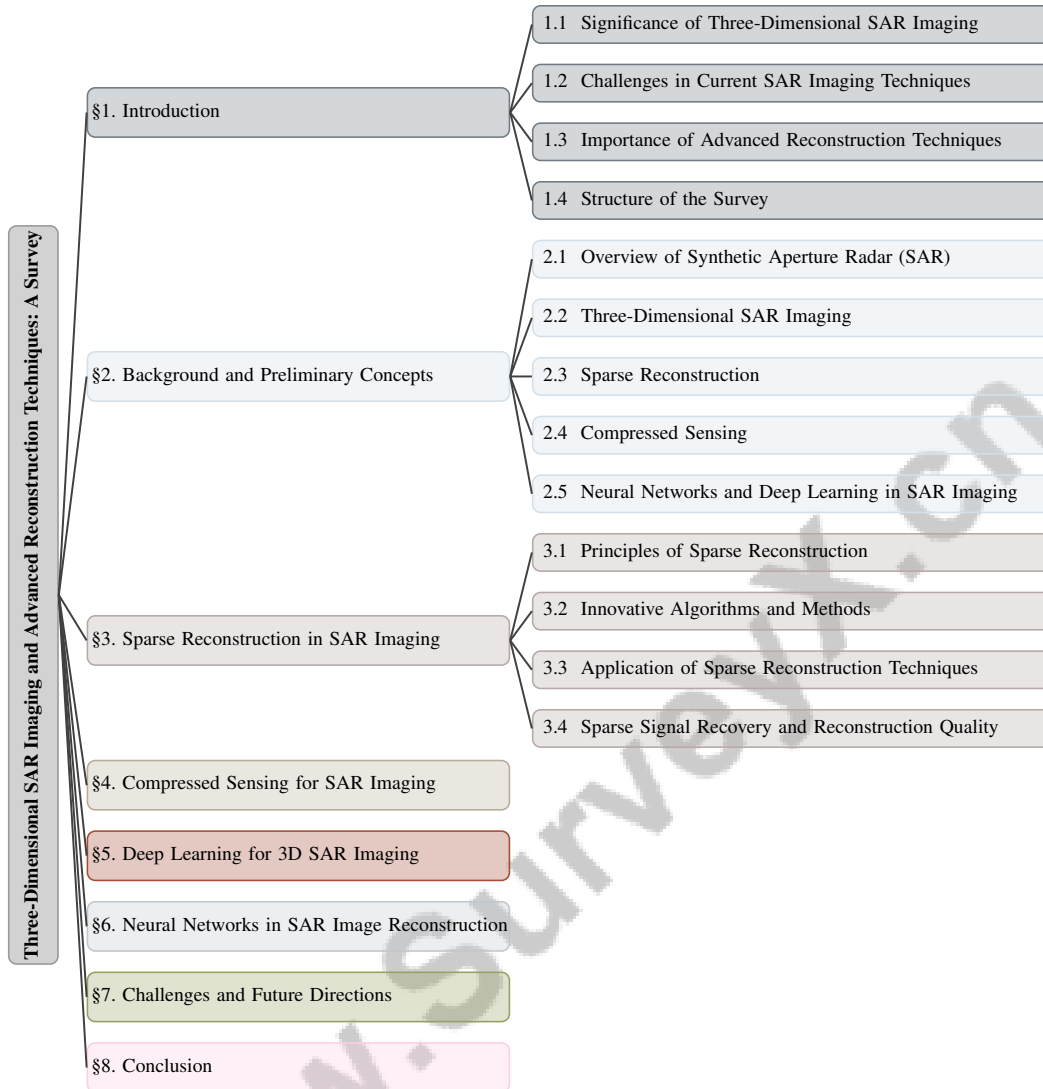 Three-Dimensional SAR Imaging and Advanced Reconstruction Techniques: A Survey
§1. Introduction
1.1 Significance of Three-Dimensional SAR Imaging
1.2 Challenges in Current SAR Imaging Techniques
1.3 Importance of Advanced Reconstruction Techniques
1.4 Structure of the Survey
§2. Background and Preliminary Concepts
2.1 Overview of Synthetic Aperture Radar (SAR)
2.2 Three-Dimensional SAR Imaging
2.3 Sparse Reconstruction
2.4 Compressed Sensing
2.5 Neural Networks and Deep Learning in SAR Imaging
§3. Sparse Reconstruction in SAR Imaging
3.1 Principles of Sparse Reconstruction
3.2 Innovative Algorithms and Methods
3.3 Application of Sparse Reconstruction Techniques
3.4 Sparse Signal Recovery and Reconstruction Quality
§4. Compressed Sensing for SAR Imaging
§5. Deep Learning for 3D SAR Imaging
§6. Neural Networks in SAR Image Reconstruction
§7. Challenges and Future Directions
§8. Conclusion
w.Surveyx.cn